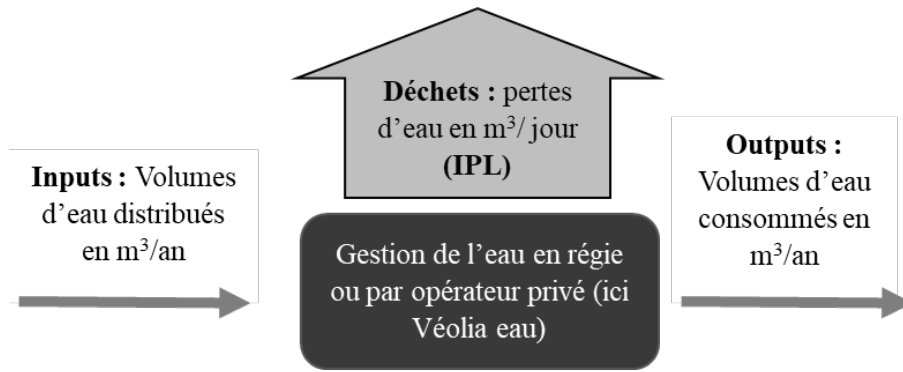 Déchets : pertes
d'eau en m³/ jour
(IPL)
Inputs : Volumes
d'eau distribués
en m³/an
Gestion de l'eau en régie
ou par opérateur privé (ici
Véolia eau)
Outputs :
Volumes d'eau
consommés en
m³/an